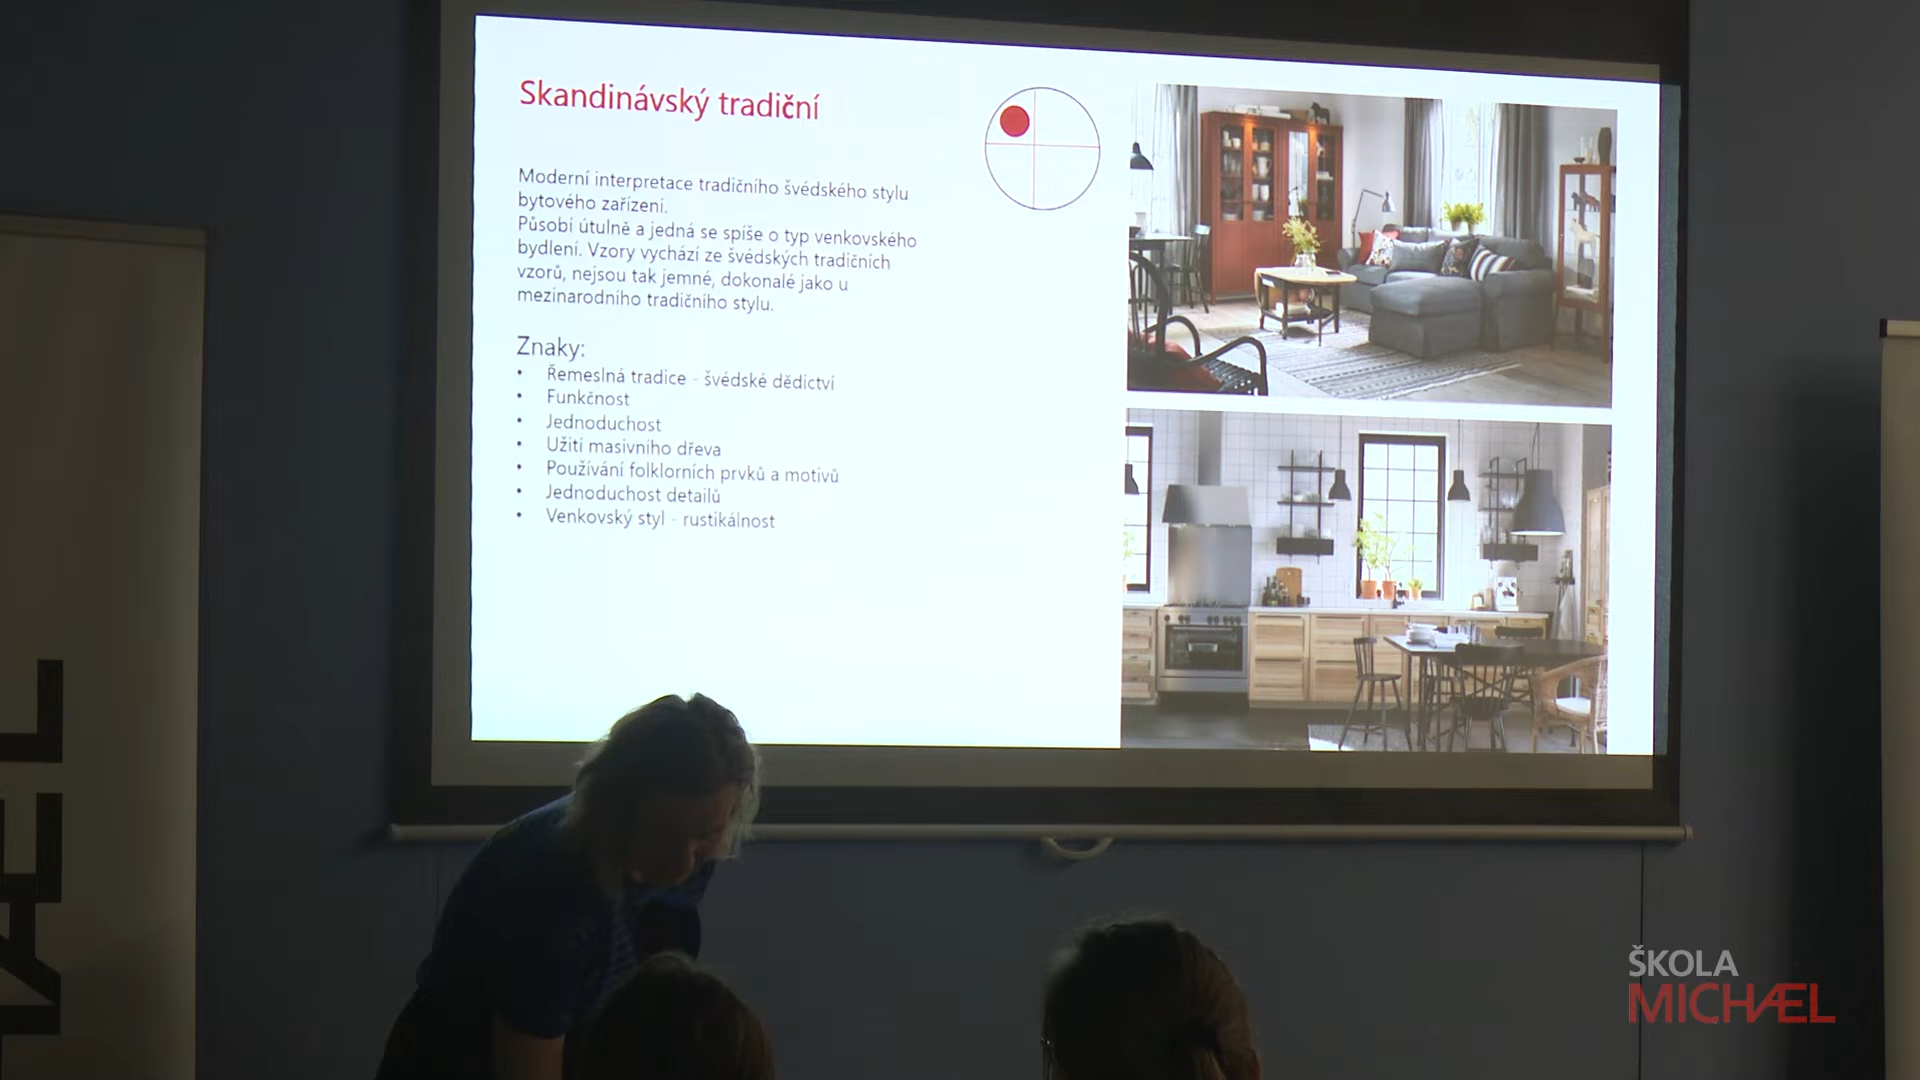 Skandinávský tradiční
Moderní interpretace tradičního švédského stylu
bytového zařízení.
Působí útulně a jedná se spíše o typ venkovského
bydlení. Vzory vychází ze švédských tradičních
vzorů, nejsou tak jemné, dokonalé jako u
mezinarodního tradičního stylu.
Znaky:
• Řemeslná tradice - švédské dědictví
• Funkčnost
• Jednoduchost
• Užití masivního dřeva
• Používání folklorních prvků a motivů
• Jednoduchost detailů
• Venkovský styl - rustikálnost
ÆL
ŠKOLA
MICHÆL